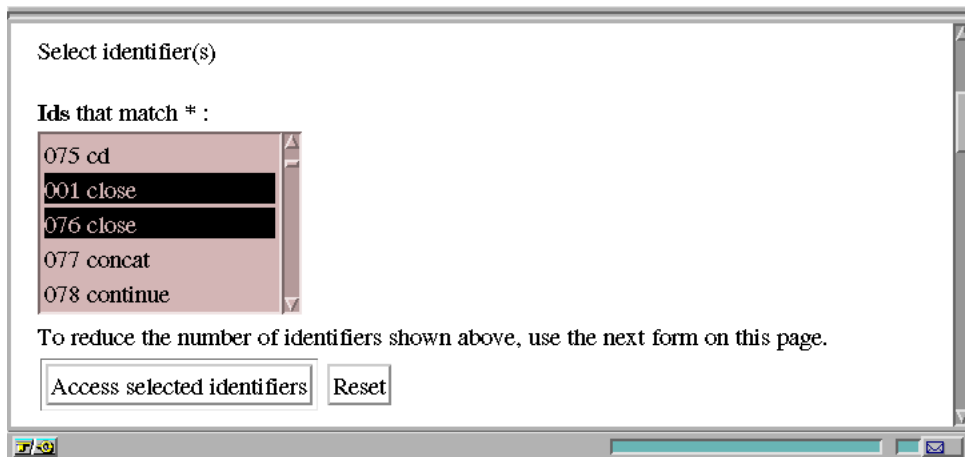 Select identifier(s)
Ids that match * :
075 cd
001 close
076 close
077 concat
078 continue
To reduce the number of identifiers shown above, use the next form on this page.
Access selected identifiers Reset